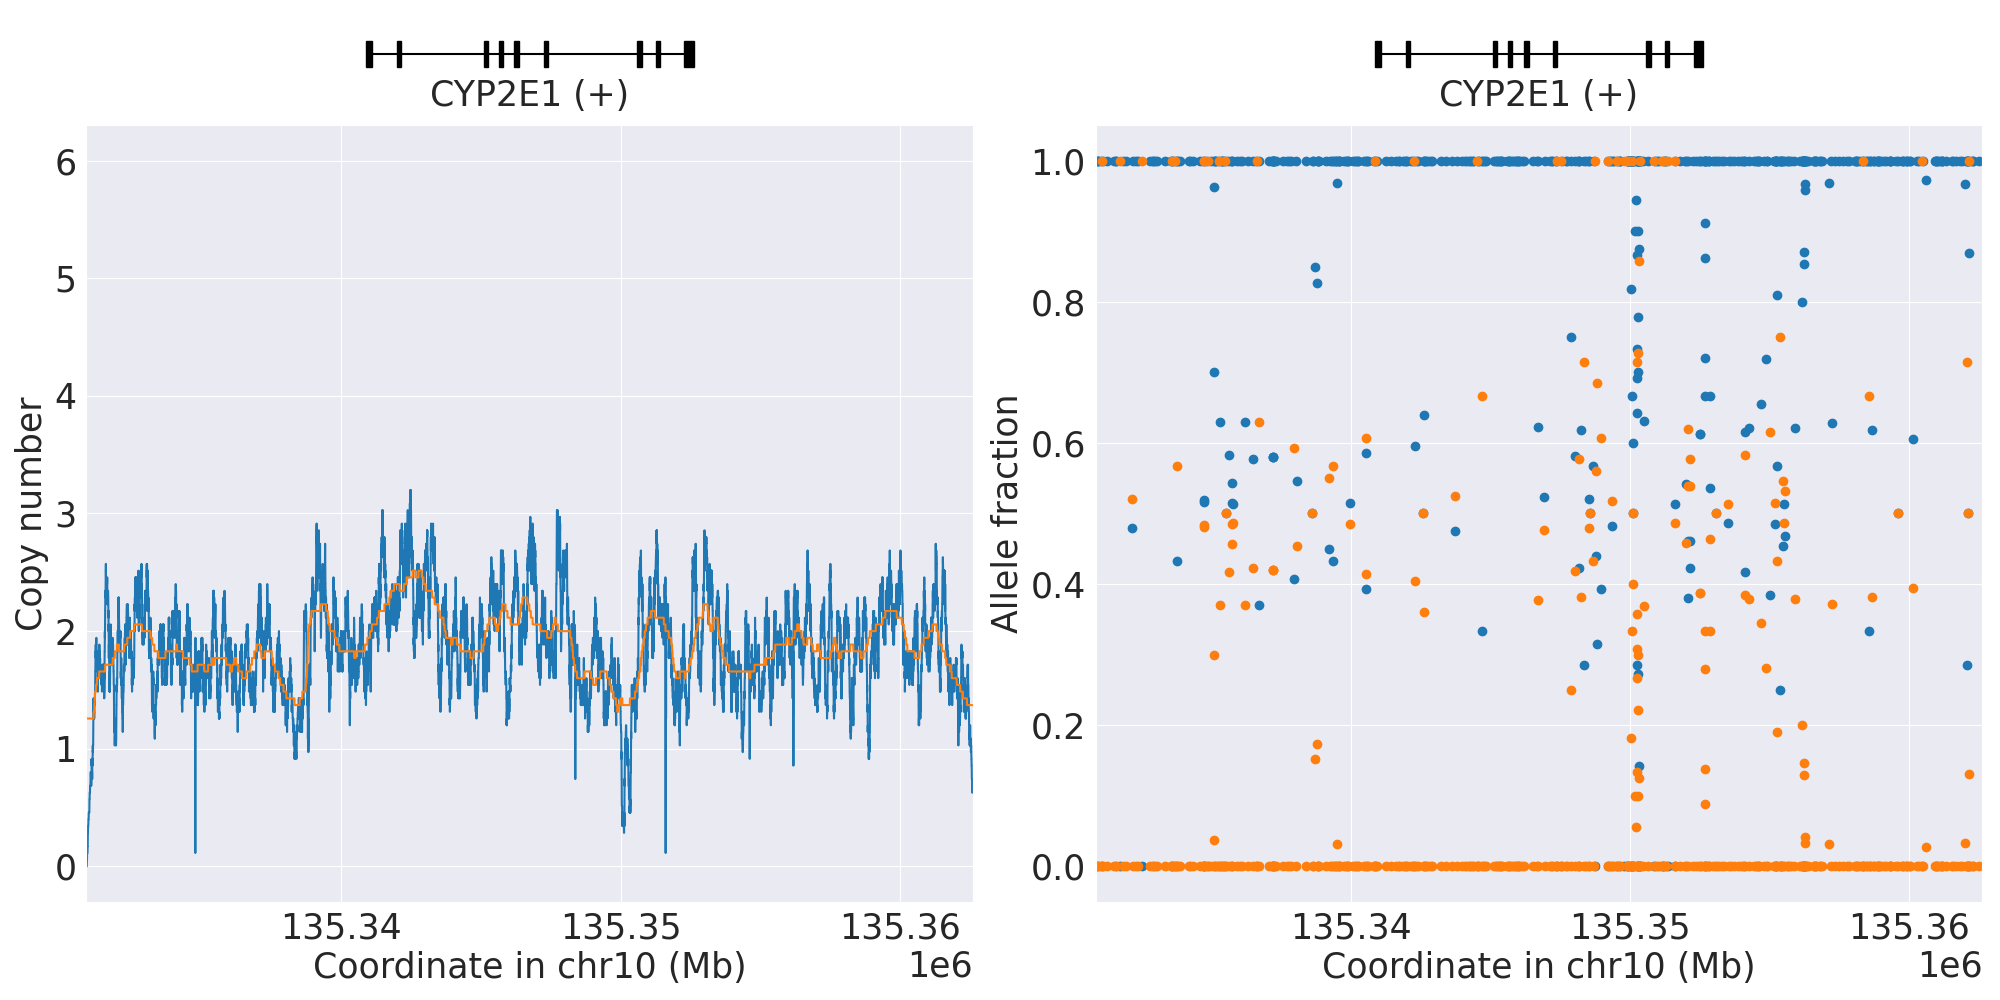 CYP2E1 (+)
6
5
4
3
2
1
0
Copy number
135.34 135.35 135.36
1e6
Coordinate in chr10 (Mb)
CYP2E1 (+)
1.0
0.8
0.6
0.4
0.2
0.0
Allele fraction
135.34 135.35 135.36
1e6
Coordinate in chr10 (Mb)